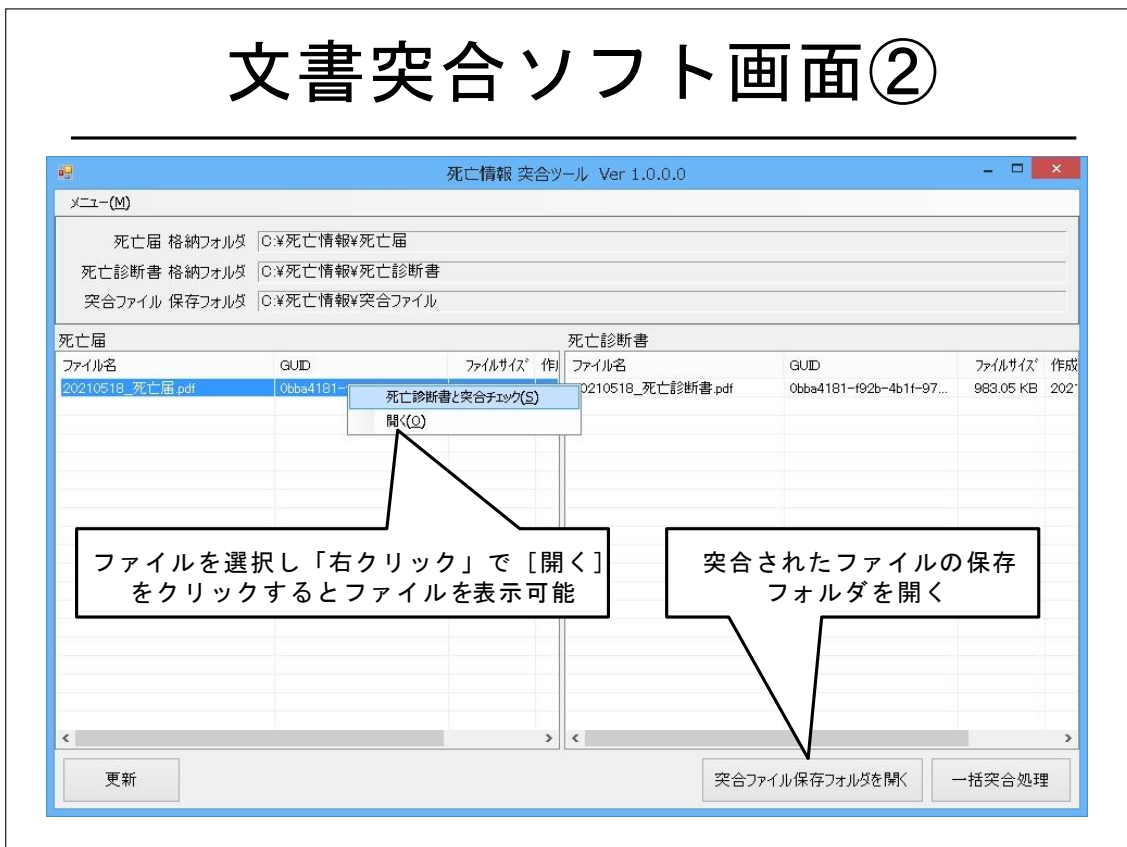 文書突合ソフト画面②
死亡情報 突合ツール Ver 1.0.0.0
メニュー(M)
死亡届 格納フォルダ C:¥死亡情報¥死亡届
死亡診断書 格納フォルダ C:¥死亡情報¥死亡診断書
突合ファイル 保存フォルダ C:¥死亡情報¥突合ファイル
死亡届
ファイル名 GUID ファイルサイズ 作
20210518_死亡届.pdf 0bba4181-
死亡診断書と突合チェック(S)
開く(O)
死亡診断書
ファイル名 GUID ファイルサイズ 作成
0210518_死亡診断書.pdf 0bba4181-f92b-4b1f-97... 983.05 KB 202
ファイルを選択し「右クリック」で[開く]
をクリックするとファイルを表示可能
突合されたファイルの保存
フォルダを開く
更新
突合ファイル保存フォルダを開く
一括突合処理